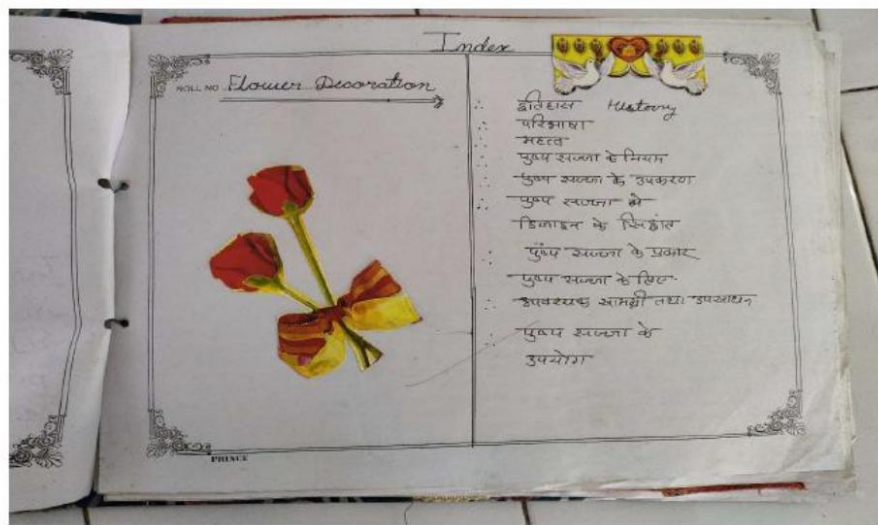 Index
ROLL NO. Flower Decoration
इतिहास History
परिभाषा
महत्व
पुष्प सज्जा के नियम
पुष्प सज्जा के उपकरण
पुष्प सज्जा मे
डिजाइन के सिद्धांत
पुष्प सज्जा के प्रकार
पुष्प सज्जा के लिए
आवश्यक सामग्री तथा उपसाधन
पुष्प सज्जा के
उपयोग
PRINCE